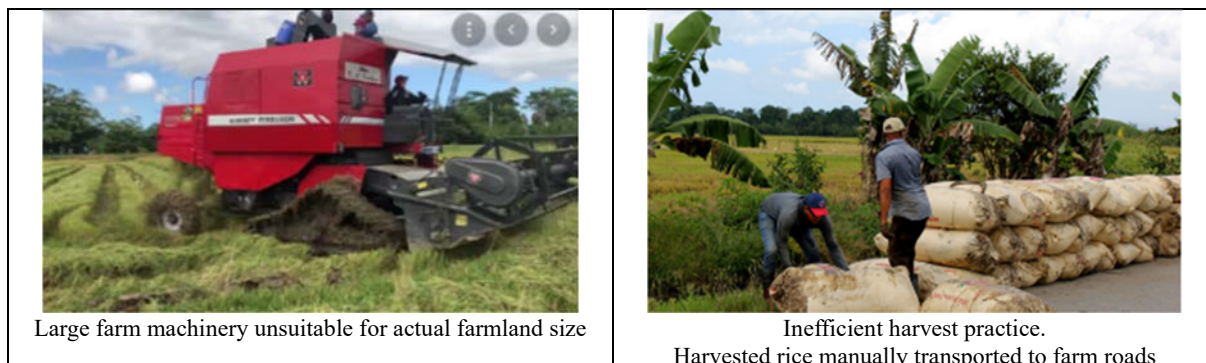 MASSEY FERGUSON
Large farm machinery unsuitable for actual farmland size
Inefficient harvest practice.
Harvested rice manually transported to farm roads